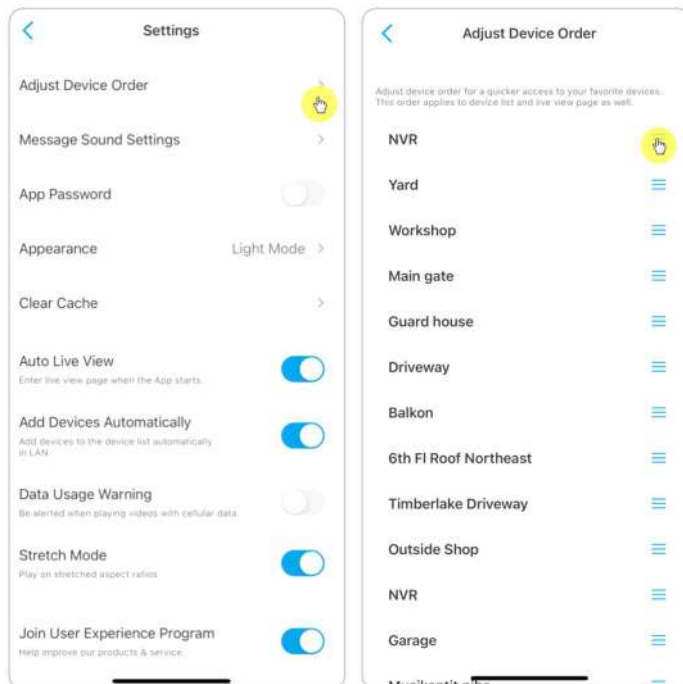 Settings
Adjust Device Order
Message Sound Settings
App Password
Appearance Light Mode
Clear Cache
Auto Live View
Enter live view page when the App starts.
Add Devices Automatically
Add devices to the device list automatically
in LAN
Data Usage Warning
Be alerted when playing videos with cellular data.
Stretch Mode
Play on stretched aspect ratios
Join User Experience Program
Help improve our products & service.
Adjust Device Order
Adjust device order for a quicker access to your favorite devices.
This order applies to device list and live view page as well.
NVR
Yard
Workshop
Main gate
Guard house
Driveway
Balkon
6th Fl Roof Northeast
Timberlake Driveway
Outside Shop
NVR
Garage